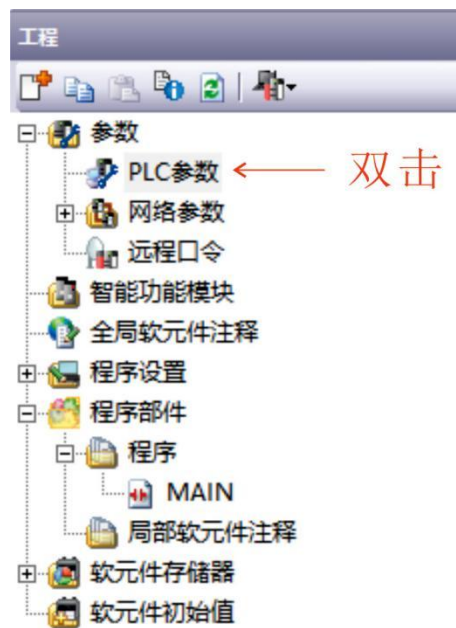 工程
参数
PLC参数 双击
网络参数
远程口令
智能功能模块
全局软元件注释
程序设置
程序部件
程序
MAIN
局部软元件注释
软元件存储器
软元件初始值